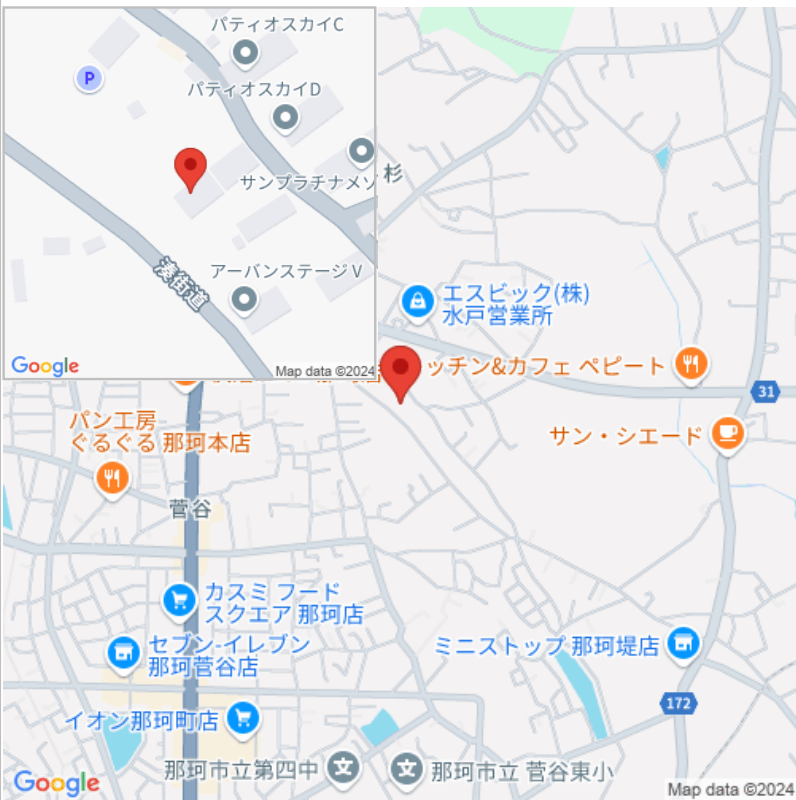 パティオスカイC
P
パティオスカイD
サンプラチナメゾ
アーバンステージⅤ
湊街道
Google
Map data ©2024
杉
エスビック(株)
水戸営業所
ッチン&カフェ ペピート
31
サン・シエード
パン工房
ぐるぐる 那珂本店
菅谷
カスミ フード
スクエア 那珂店
セブン-イレブン
那珂菅谷店
ミニストップ 那珂堤店
172
イオン那珂町店
那珂市立第四中
那珂市立 菅谷東小
Google
Map data ©2024